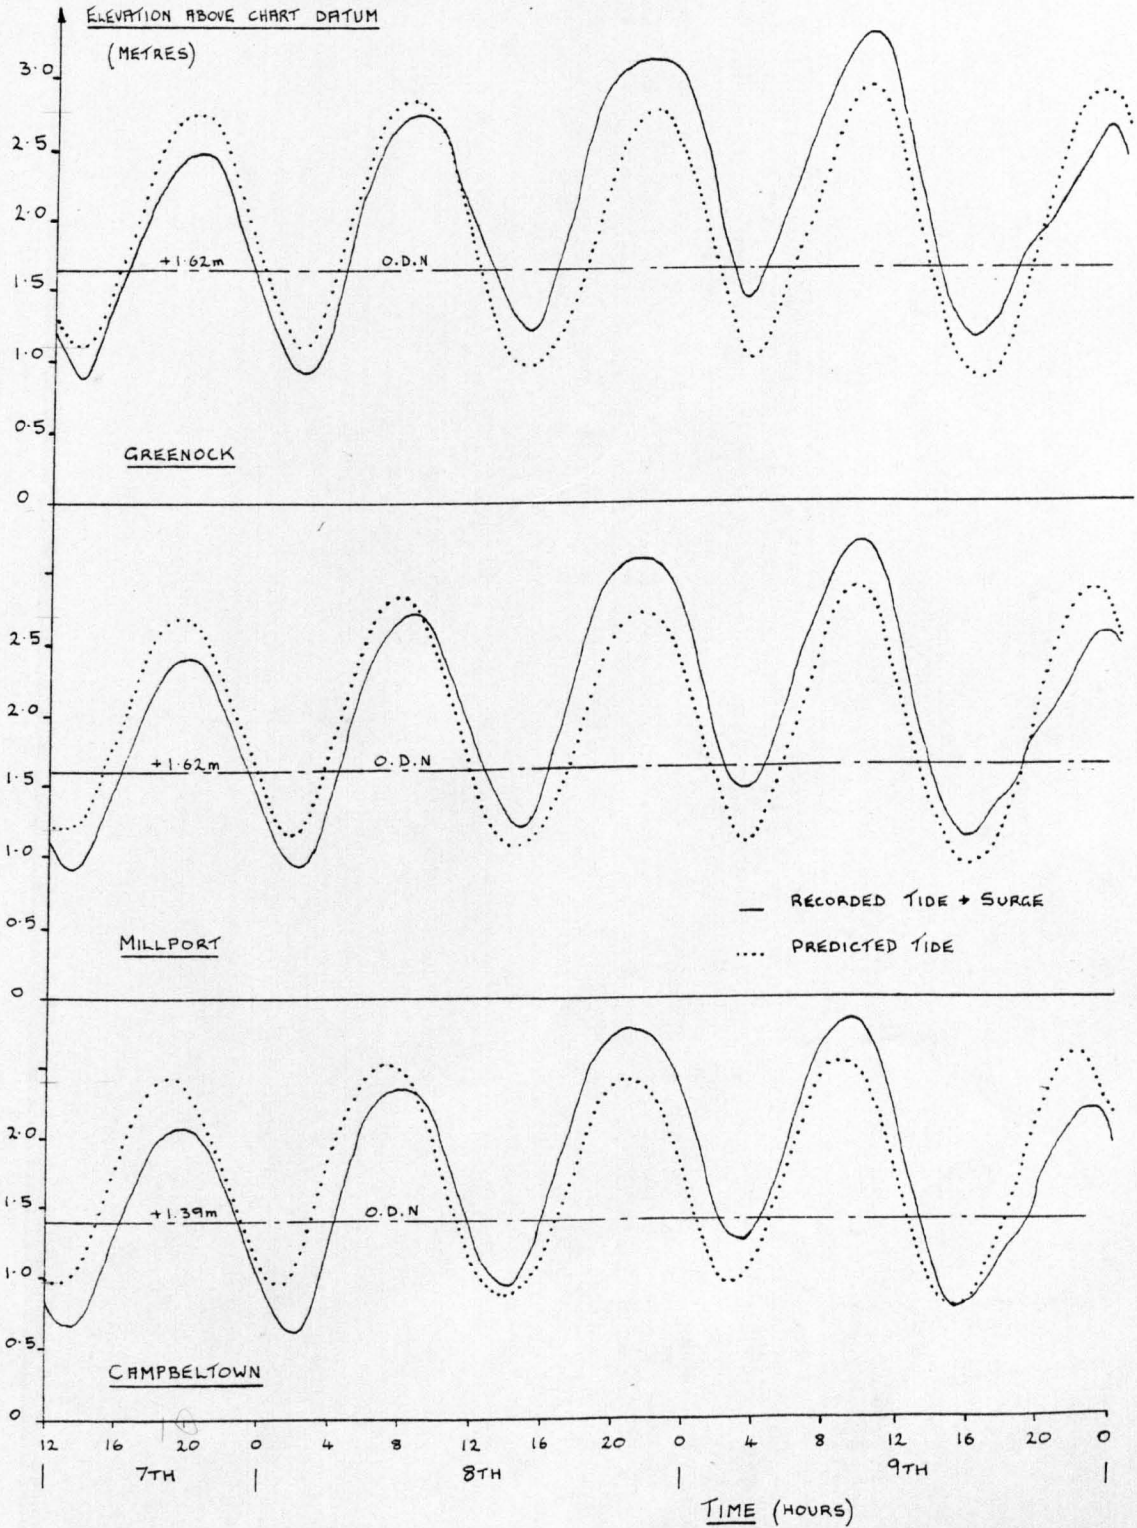 ELEVATION ABOVE CHART DATUM
(METRES)
3.0
2.5
2.0
+1.62m O.D.N
1.5
1.0
0.5
GREENOCK
0
2.5
2.0
+1.62m O.D.N
1.5
1.0
— RECORDED TIDE + SURGE
0.5
MILLPORT
.... PREDICTED TIDE
0
2.0
1.5
+1.39m O.D.N
1.0
0.5
CAMPBELTOWN
0
12 16 20 0 4 8 12 16 20 0 4 8 12 16 20 0
7TH 8TH 9TH
TIME (HOURS)